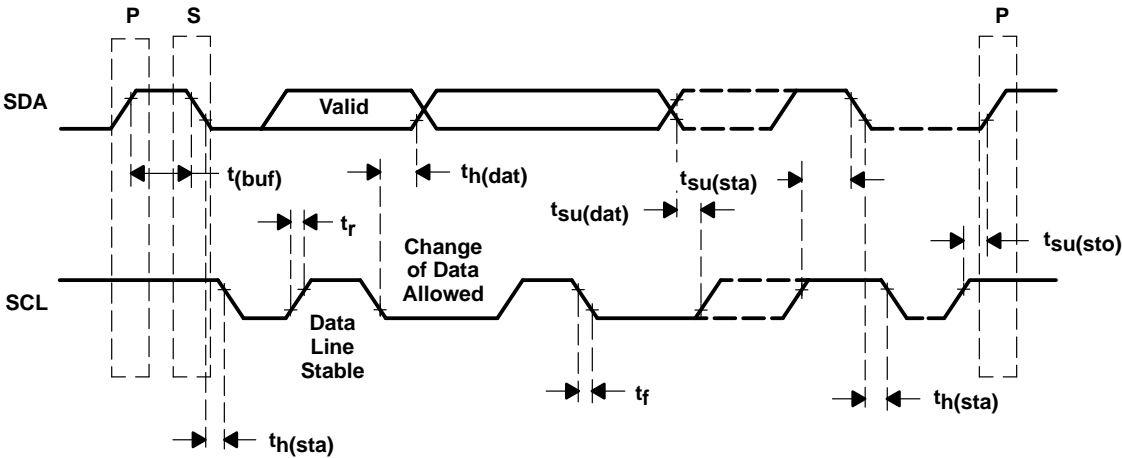 P S P
SDA
Valid
t(buf)
th(dat)
tsu(sta)
tsu(dat)
tr
tsu(sto)
Change
of Data
Allowed
SCL
Data
Line
Stable
tf
th(sta)
th(sta)